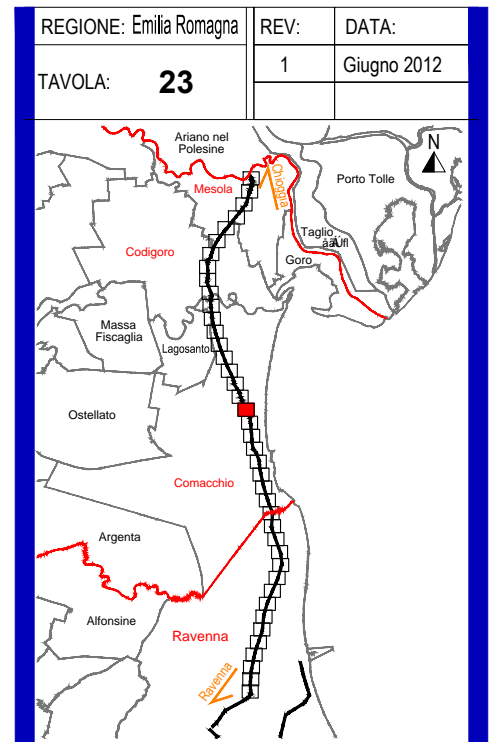 REGIONE: Emilia Romagna
REV:
DATA:
TAVOLA: 23
1
Giugno 2012
Ariano nel
Polesine
N
Mesola
Chioggia
Porto Tolle
Taglio
Goro
Codigoro
Massa
Fiscaglia
Lagosanto
Ostellato
Comacchio
Argenta
Alfonsine
Ravenna
Ravenna